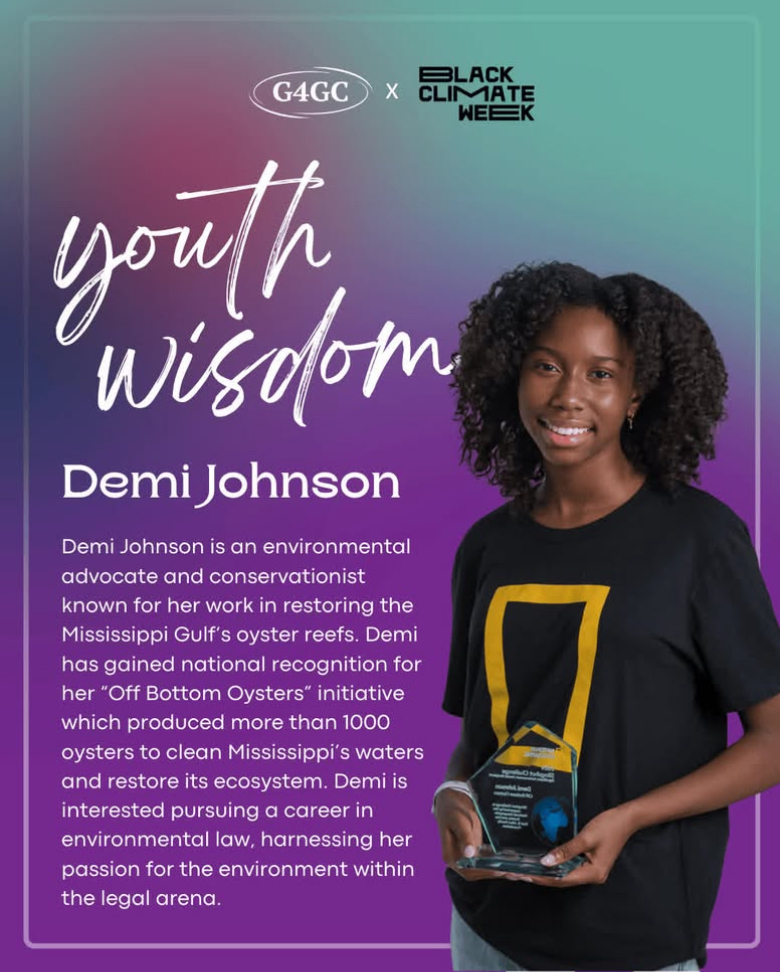 G4GC X BLACK CLIMATE WEEK
youth
wisdom
Demi Johnson
Demi Johnson is an environmental
advocate and conservationist
known for her work in restoring the
Mississippi Gulf's oyster reefs. Demi
has gained national recognition for
her “Off Bottom Oysters” initiative
which produced more than 1000
oysters to clean Mississippi's waters
and restore its ecosystem. Demi is
interested pursuing a career in
environmental law, harnessing her
passion for the environment within
the legal arena.
Slingshot Challenge
Demi Johnson